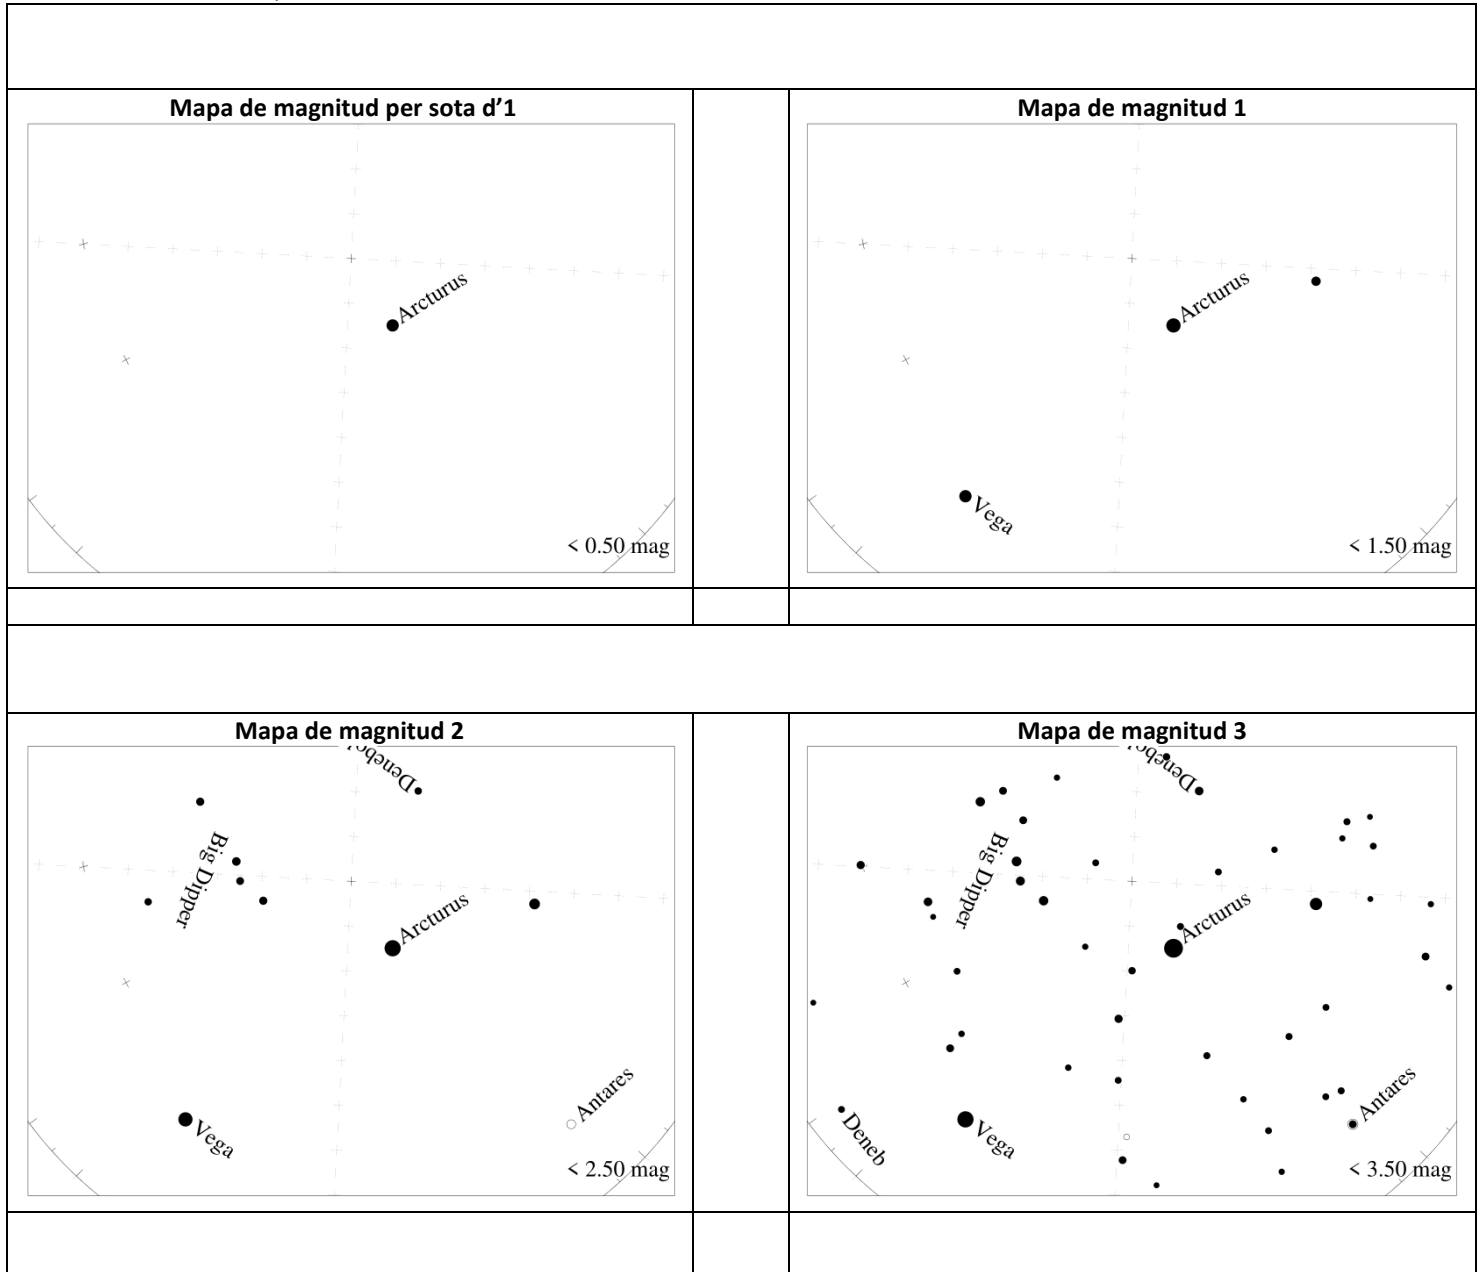 Mapa de magnitud per sota d’1
Mapa de magnitud 1
Arcturus
< 0.50 mag
Arcturus
Vega
< 1.50 mag
Mapa de magnitud 2
Mapa de magnitud 3
Big Dipper
Arcturus
Vega
Antares
< 2.50 mag
Big Dipper
Arcturus
Deneb
Vega
Antares
< 3.50 mag